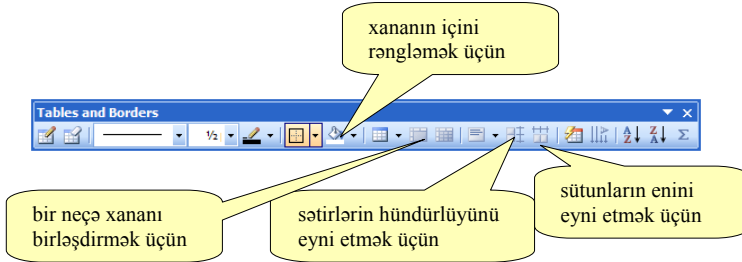 xananın içini
rəngləmək üçün
Tables and Borders
½
A
Z
Z
A
Σ
bir neçə xananı
birləşdirmək üçün
sətirlərin hündürlüyünü
eyni etmək üçün
sütunların enini
eyni etmək üçün